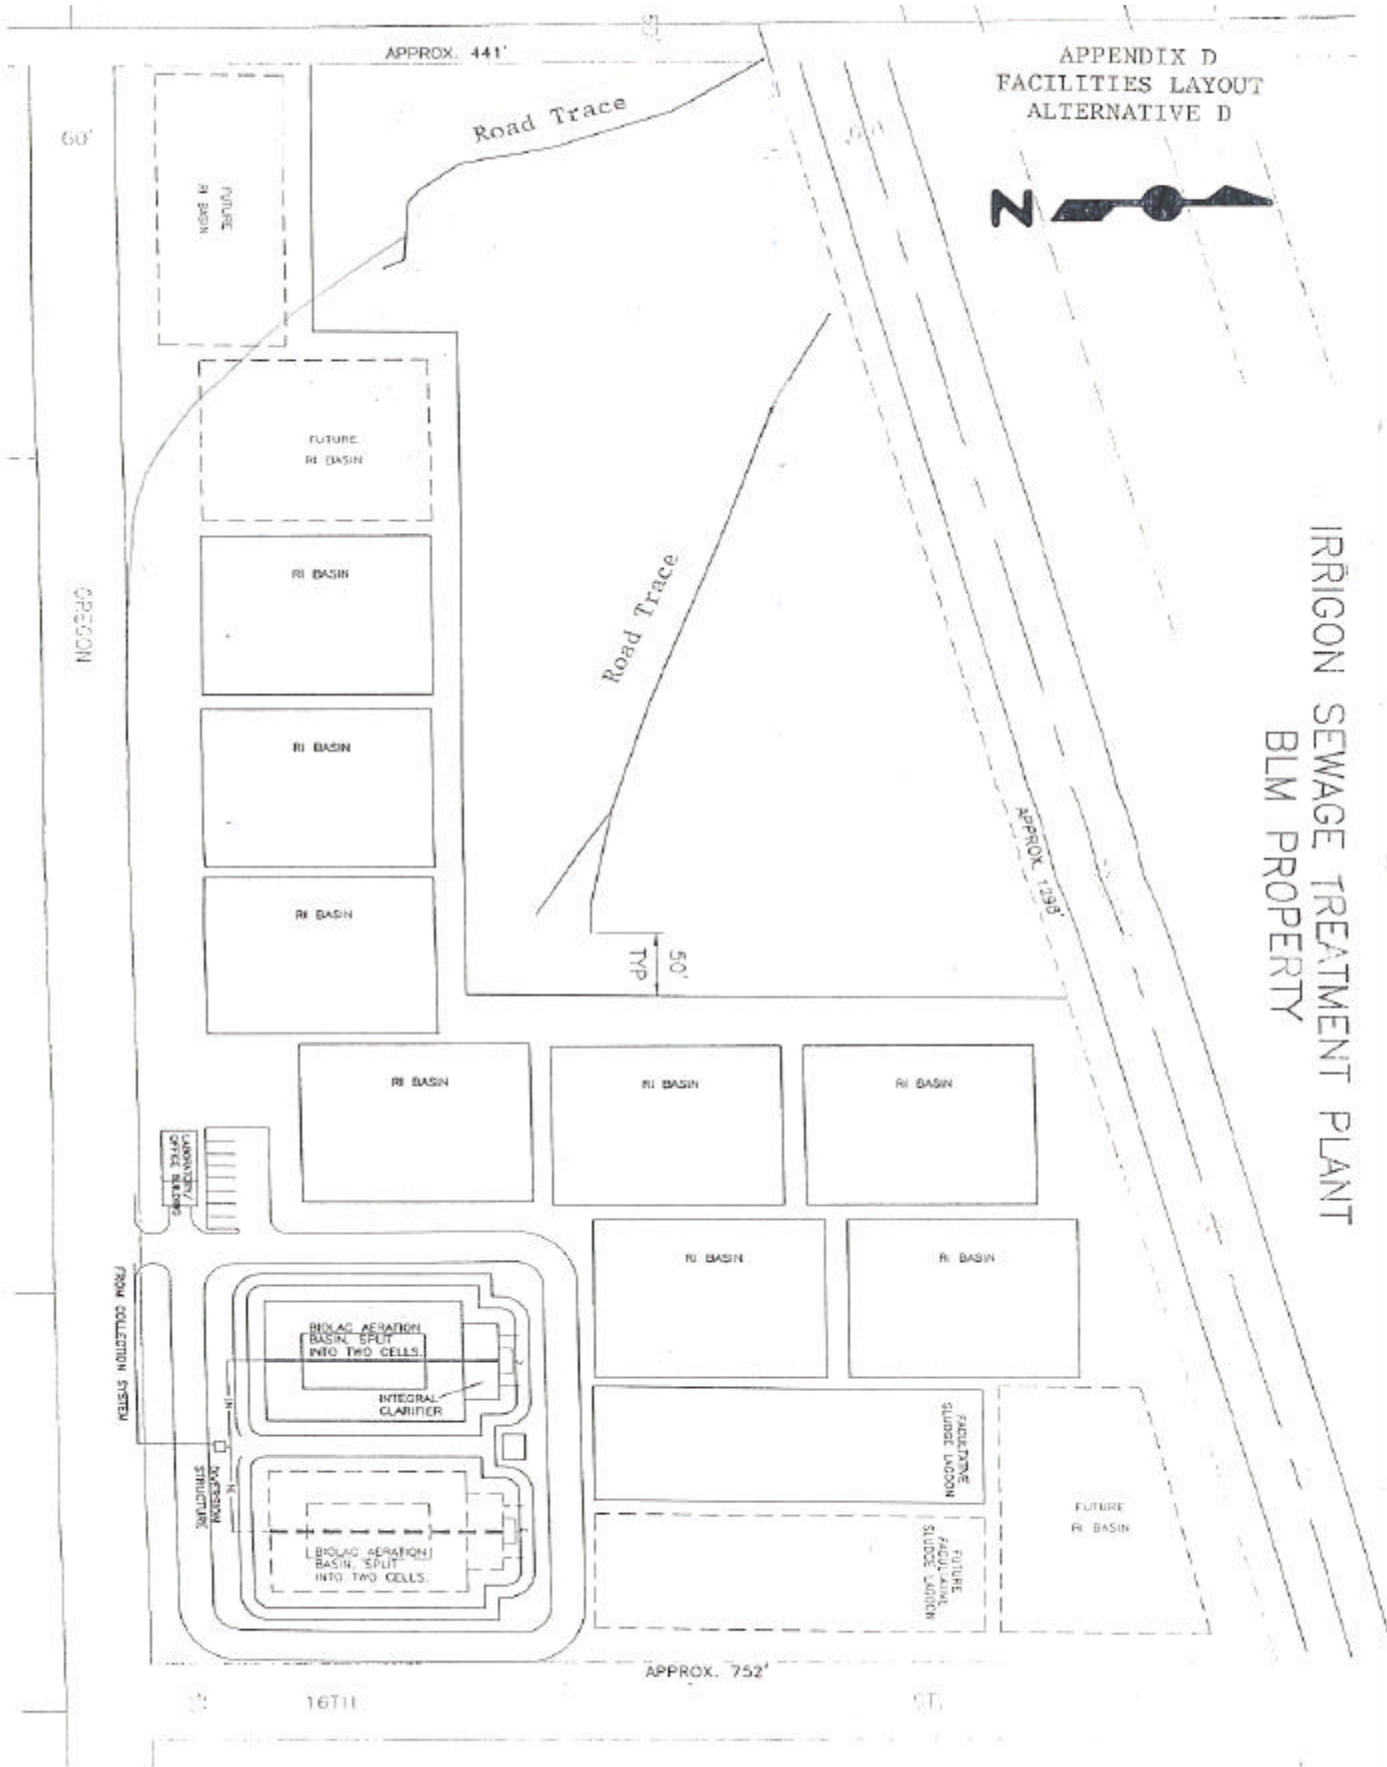 APPROX. 441'
50'
APPENDIX D
FACILITIES LAYOUT
ALTERNATIVE D
N
Road Trace
60'
FUTURE
RI BASIN
FUTURE
RI BASIN
IRRIGON SEWAGE TREATMENT PLANT
BLM PROPERTY
RI BASIN
OREGON
Road Trace
RI BASIN
APPROX. 1298'
RI BASIN
50'
TYP
RI BASIN
RI BASIN
RI BASIN
LABORATORY/
OFFICE BUILDING
RI BASIN
RI BASIN
FROM COLLECTION SYSTEM
BIOLAC AERATION
BASIN, SPLIT
INTO TWO CELLS.
INTEGRAL
CLARIFIER
IN
DIVERSION
STRUCTURE
FACULTATIVE
SLUDGE LAGOON
FUTURE
RI BASIN
BIOLAC AERATION
BASIN, SPLIT
INTO TWO CELLS.
FUTURE
FACULTATIVE
SLUDGE LAGOON
APPROX. 752'
16TH
ST.